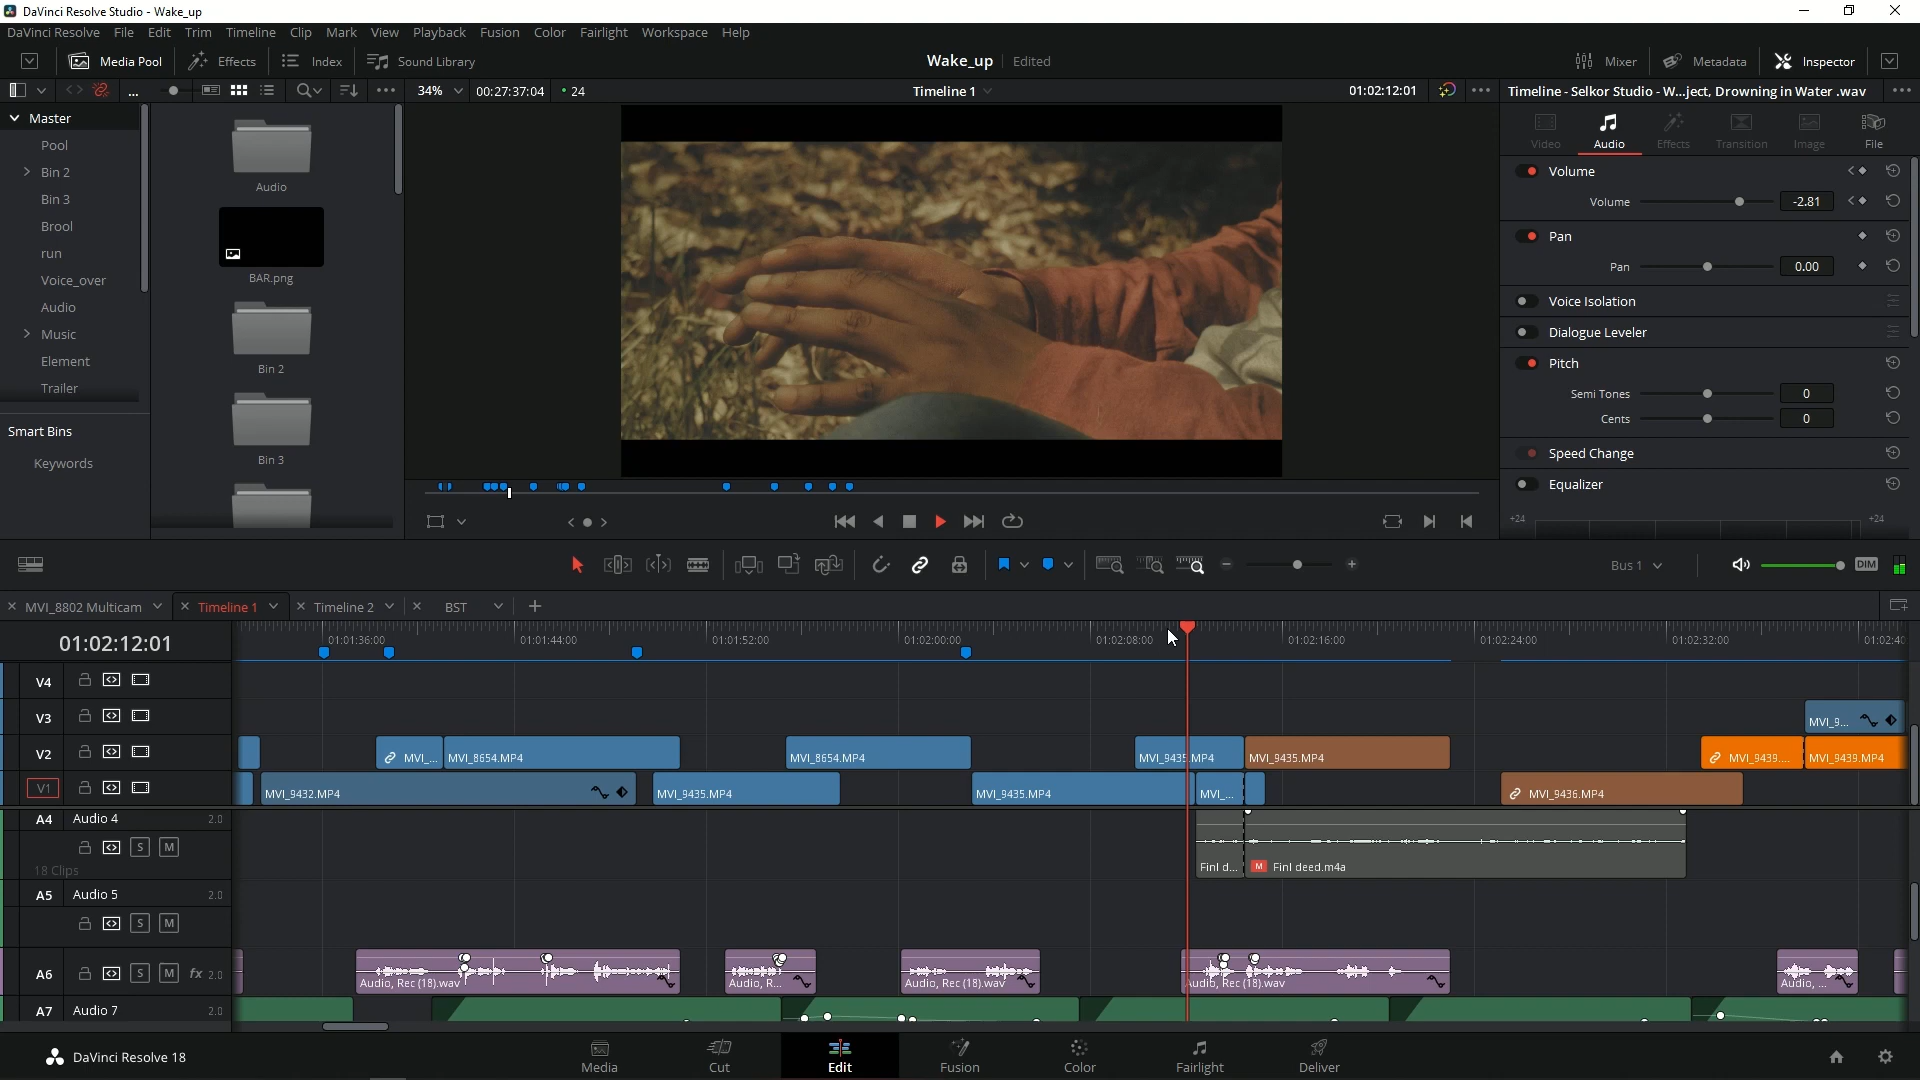 DaVinci Resolve Studio - Wake_up
DaVinci Resolve File Edit Trim Timeline Clip Mark View Playback Fusion Color Fairlight Workspace Help
Media Pool Effects Index Sound Library Wake_up Edited Mixer Metadata Inspector
... 34% 00:27:37:04 24 Timeline 1 01:02:12:01 Timeline - Selkor Studio - W...ject, Drowning in Water .wav
Master
Pool
Bin 2
Bin 3
Brool
run
Voice_over
Audio
Music
Element
Trailer
Smart Bins
Keywords
Audio
BAR.png
Bin 2
Bin 3
Video Audio Effects Transition Image File
Volume
Volume -2.81
Pan
Pan 0.00
Voice Isolation
Dialogue Leveler
Pitch
Semi Tones 0
Cents 0
Speed Change
Equalizer
+24 +24
Bus 1 DIM
MVI_8802 Multicam Timeline 1 Timeline 2 BST
01:02:12:01 01:01:36:00 01:01:44:00 01:01:52:00 01:02:00:00 01:02:08:00 01:02:16:00 01:02:24:00 01:02:32:00 01:02:4
V4
V3 MVI_9...
V2 MVI_... MVI_8654.MP4 MVI_8654.MP4 MVI_9435.MP4 MVI_9435.MP4 MVI_9439.... MVI_9439.MP4
V1 MVI_9432.MP4 MVI_9435.MP4 MVI_9435.MP4 MVI_... MVI_9436.MP4
A4 Audio 4 2.0
S M
18 Clips Finl d... M Finl deed.m4a
A5 Audio 5 2.0
S M
A6 S M fx 2.0
Audio, Rec (18).wav Audio, R... Audio, Rec (18).wav Audio, Rec (18).wav Audio, ...
A7 Audio 7 2.0
DaVinci Resolve 18 Media Cut Edit Fusion Color Fairlight Deliver